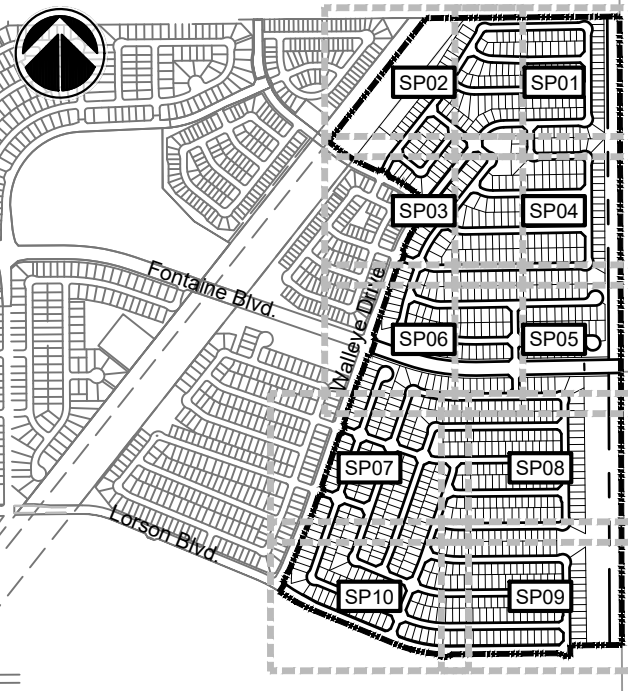 SP02
SP01
SP03
SP04
Fontaine Blvd.
Walleye Drive
SP06
SP05
SP07
SP08
Lorson Blvd.
SP10
SP09